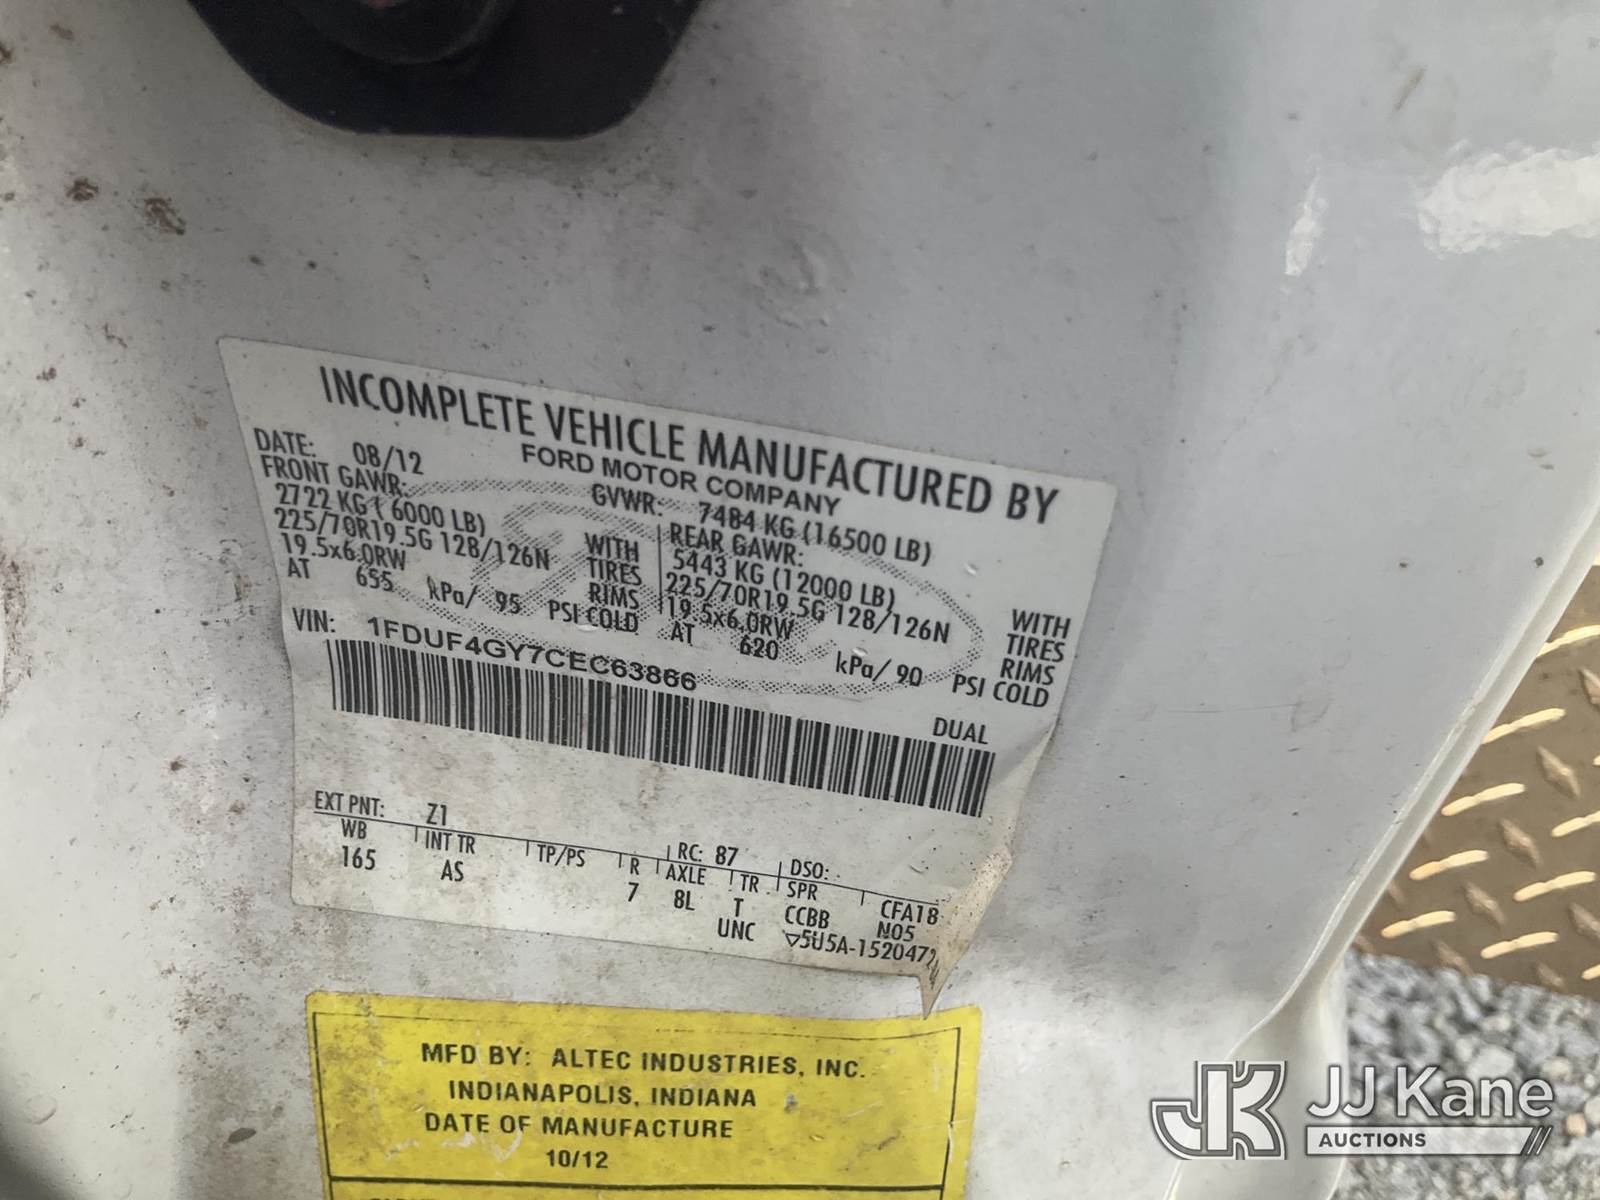 INCOMPLETE VEHICLE MANUFACTURED BY
FORD MOTOR COMPANY
DATE: 08/12 GVWR: 7484 KG (16500 LB)
FRONT GAWR: REAR GAWR:
2722 KG ( 6000 LB) WITH 5443 KG (12000 LB) WITH
225/70R19.5G 128/126N TIRES 225/70R19.5G 128/126N TIRES
19.5x6.0RW RIMS 19.5x6.0RW RIMS
AT 655 kPa/ 95 PSI COLD AT 620 kPa/ 90 PSI COLD
VIN: 1FDUF4GY7CEC63866
DUAL
EXT PNT: Z1 RC: 87 DSO:
WB INT TR TP/PS R AXLE TR SPR CFA18
165 AS 7 8L T CCBB N05
UNC ▽5U5A-1520472
MFD BY: ALTEC INDUSTRIES, INC.
INDIANAPOLIS, INDIANA
DATE OF MANUFACTURE
10/12
JK JJ Kane
AUCTIONS